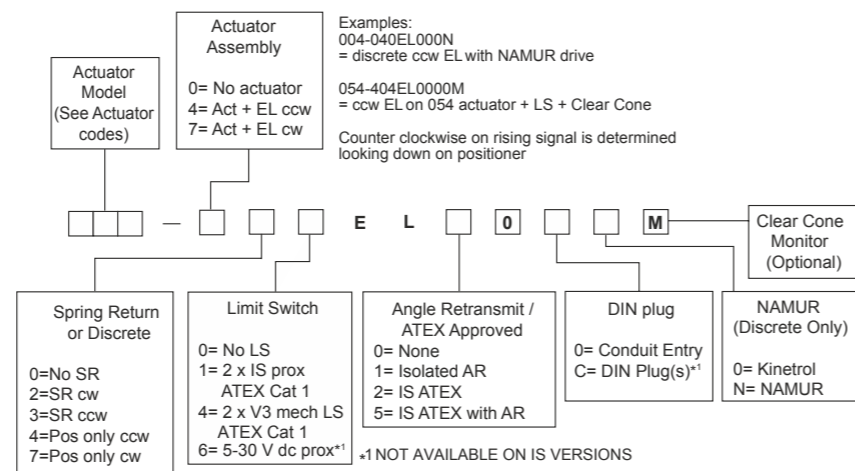 Actuator
Assembly
0= No actuator
4= Act + EL ccw
7= Act + EL cw
Examples:
004-040EL000N
= discrete ccw EL with NAMUR drive
054-404EL0000M
= ccw EL on 054 actuator + LS + Clear Cone
Counter clockwise on rising signal is determined
looking down on positioner
Actuator
Model
(See Actuator
codes)
— E L 0 M
Clear Cone
Monitor
(Optional)
Spring Return
or Discrete
0=No SR
2=SR cw
3=SR ccw
4=Pos only ccw
7=Pos only cw
Limit Switch
0= No LS
1= 2 x IS prox
ATEX Cat 1
4= 2 x V3 mech LS
ATEX Cat 1
6= 5-30 V dc prox*1
Angle Retransmit /
ATEX Approved
0= None
1= Isolated AR
2= IS ATEX
5= IS ATEX with AR
DIN plug
0= Conduit Entry
C= DIN Plug(s)*1
NAMUR
(Discrete Only)
0= Kinetrol
N= NAMUR
*1 NOT AVAILABLE ON IS VERSIONS